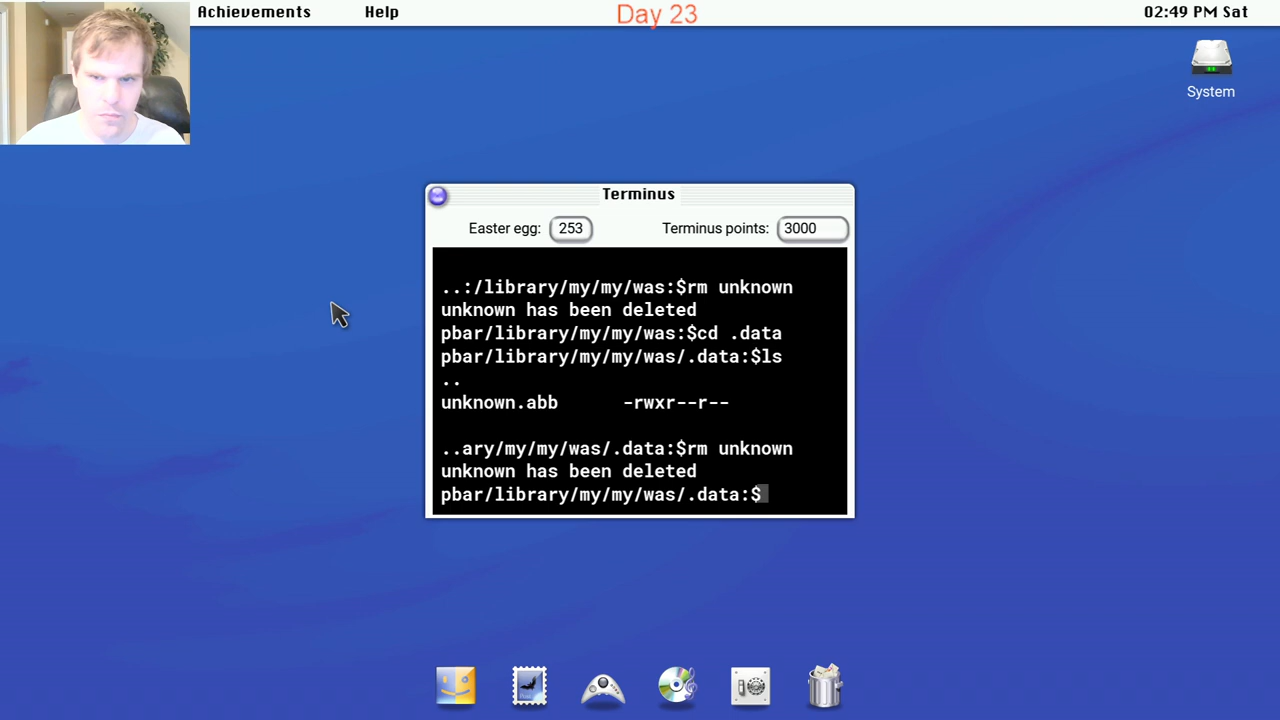 Achievements
Help
Day 23
02:49 PM Sat
System
Terminus
Easter egg: 253
Terminus points: 3000
..:/library/my/my/was:$rm unknown
unknown has been deleted
pbar/library/my/my/was:$cd .data
pbar/library/my/my/was/.data:$ls
..
unknown.abb -rwxr--r--
..ary/my/my/was/.data:$rm unknown
unknown has been deleted
pbar/library/my/my/was/.data:$